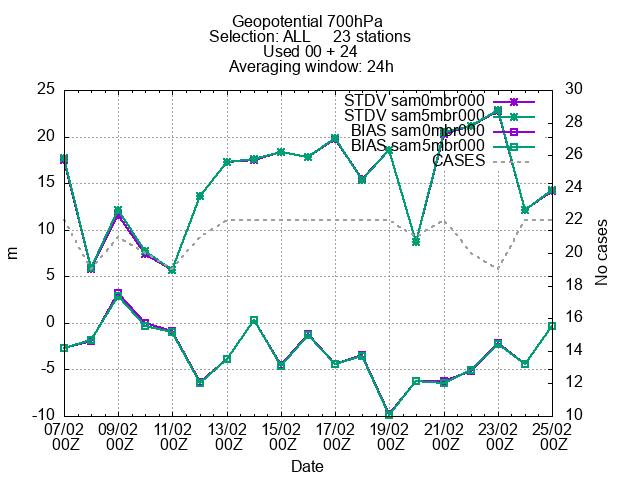 Geopotential 700hPa
Selection: ALL     23 stations
Used 00 + 24
Averaging window: 24h
25
20
15
10
5
0
-5
-10
m
30
28
26
24
22
20
18
16
14
12
10
No cases
STDV sam0mbr000
STDV sam5mbr000
BIAS sam0mbr000
BIAS sam5mbr000
CASES
07/02 09/02 11/02 13/02 15/02 17/02 19/02 21/02 23/02 25/02
00Z 00Z 00Z 00Z 00Z 00Z 00Z 00Z 00Z 00Z
Date